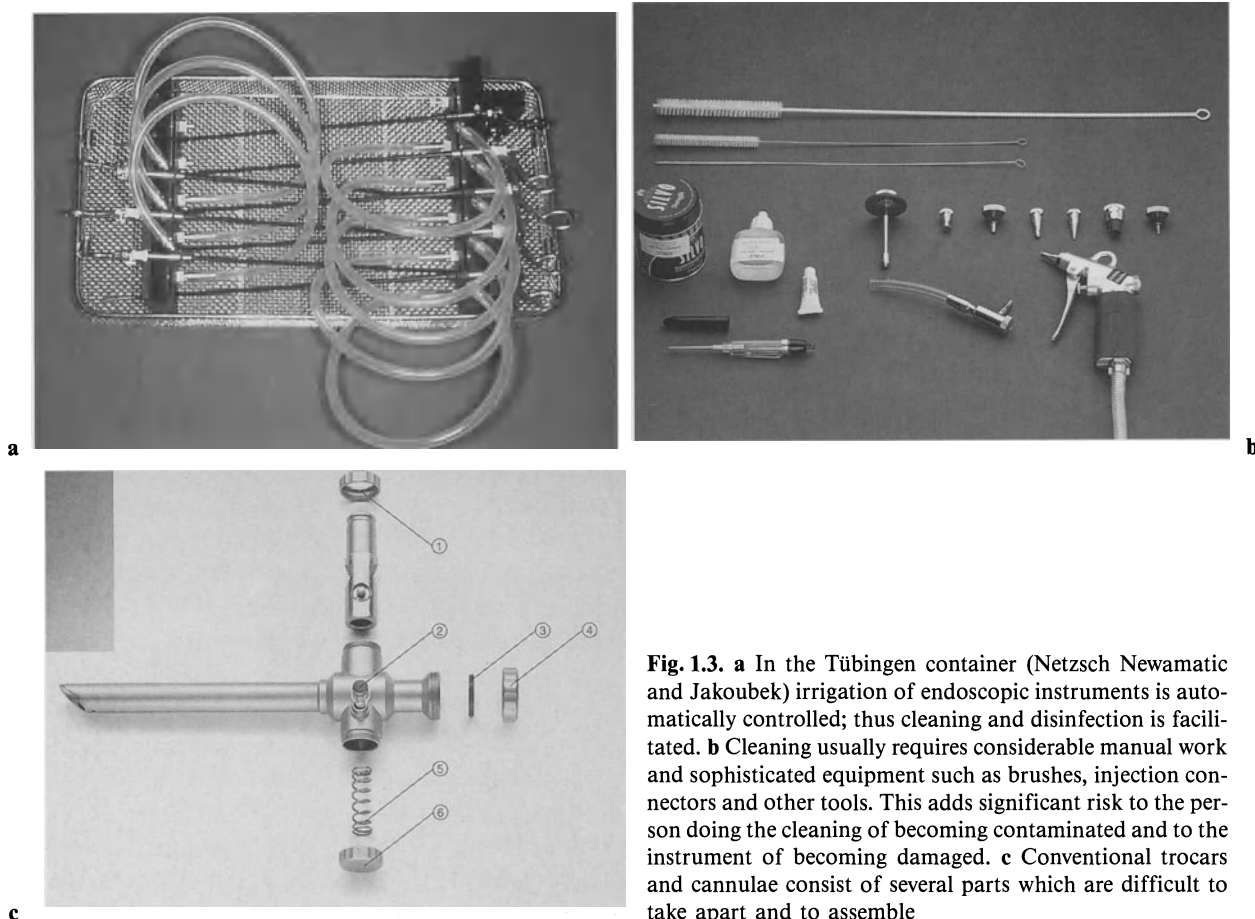 SILVO
SILVO
a
b
①
②
③
④
⑤
⑥
c
Fig. 1.3. a In the Tübingen container (Netzsch Newamatic
and Jakoubek) irrigation of endoscopic instruments is auto-
matically controlled; thus cleaning and disinfection is facili-
tated. b Cleaning usually requires considerable manual work
and sophisticated equipment such as brushes, injection con-
nectors and other tools. This adds significant risk to the per-
son doing the cleaning of becoming contaminated and to the
instrument of becoming damaged. c Conventional trocars
and cannulae consist of several parts which are difficult to
take apart and to assemble